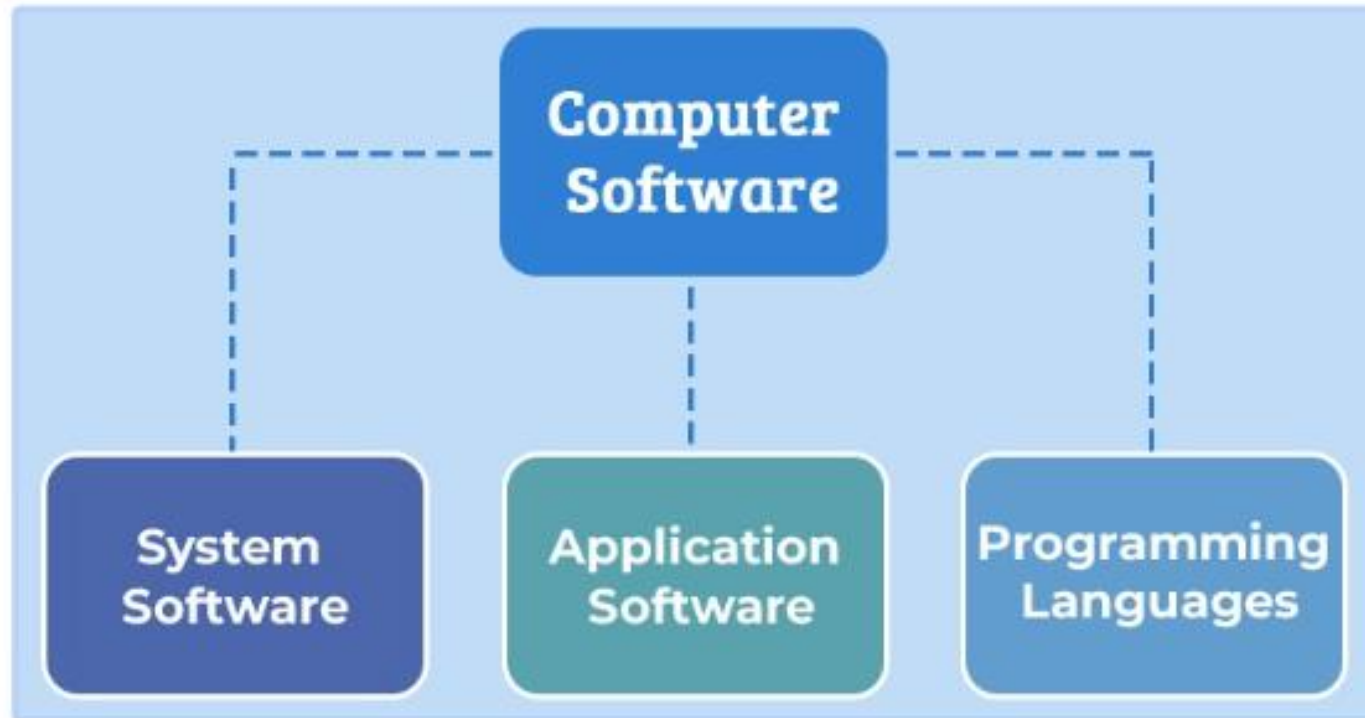 Computer
Software
System
Software
Application
Software
Programming
Languages